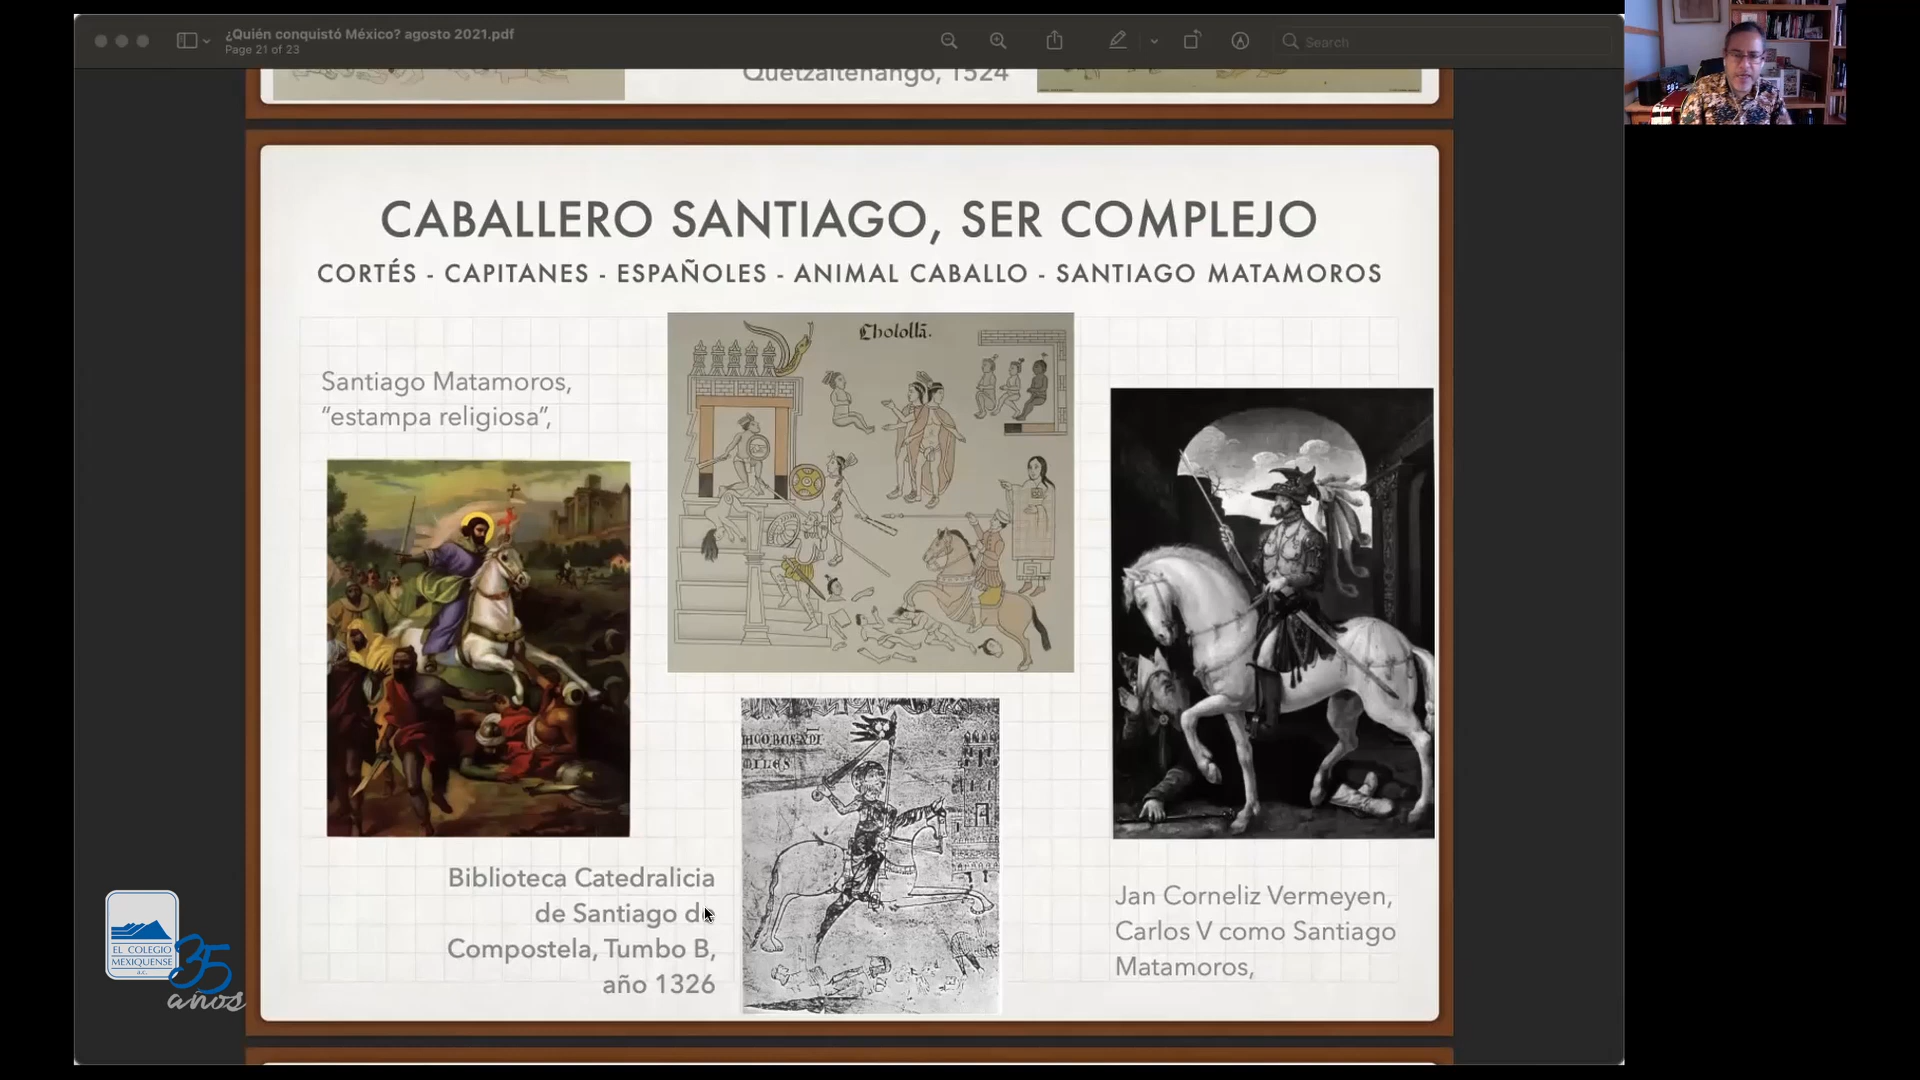 ¿Quién conquistó México? agosto 2021.pdf
Page 21 of 23
Search
Quetzaltenango, 1524
CABALLERO SANTIAGO, SER COMPLEJO
CORTÉS - CAPITANES - ESPAÑOLES - ANIMAL CABALLO - SANTIAGO MATAMOROS
Santiago Matamoros,
“estampa religiosa”,
Chololla.
MILES
Biblioteca Catedralicia
de Santiago de
Compostela, Tumbo B,
año 1326
Jan Corneliz Vermeyen,
Carlos V como Santiago
Matamoros,
EL COLEGIO
MEXIQUENSE
a.c.
35
años